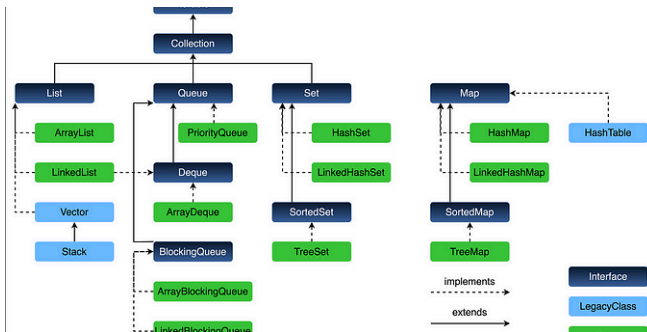 Collection
List
Queue
Set
Map
ArrayList
PriorityQueue
HashSet
HashMap
HashTable
LinkedList
Deque
LinkedHashSet
LinkedHashMap
Vector
ArrayDeque
SortedSet
SortedMap
Stack
BlockingQueue
TreeSet
TreeMap
Interface
implements
ArrayBlockingQueue
LegacyClass
extends
LinkedBlockingQueue